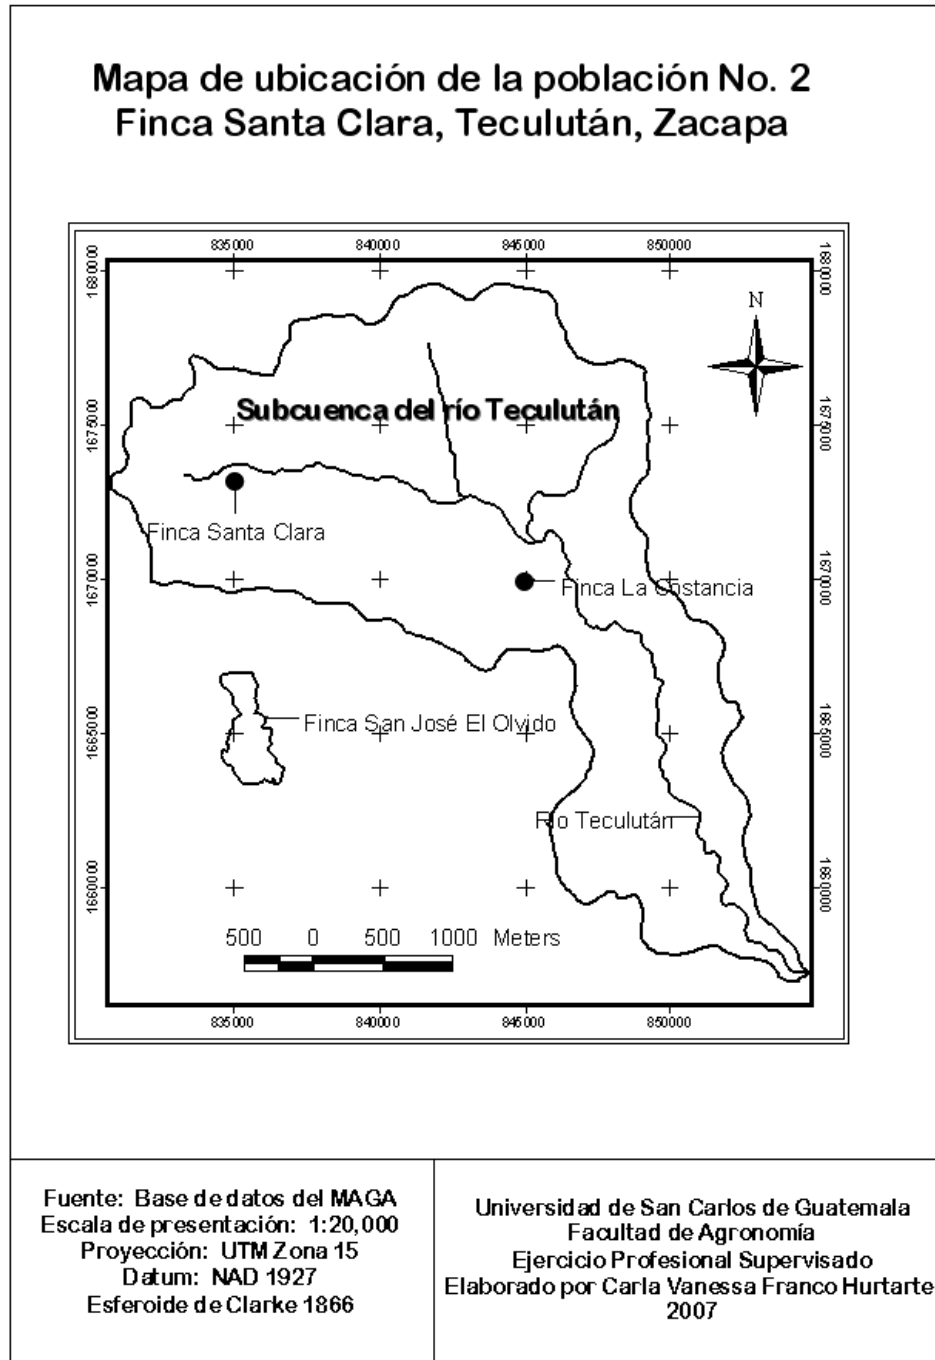 Mapa de ubicación de la población No. 2
Finca Santa Clara, Teculután, Zacapa
835000 840000 845000 850000
1680000 1680000
N
Subcuenca del río Teculután
1675000 1675000
Finca Santa Clara
1670000 1670000
Finca La Costancia
Finca San José El Olvido
1665000 1665000
Río Teculután
1660000 1660000
500 0 500 1000 Meters
835000 840000 845000 850000
Fuente: Base de datos del MAGA
Escala de presentación: 1:20,000
Proyección: UTM Zona 15
Datum: NAD 1927
Esferoide de Clarke 1866
Universidad de San Carlos de Guatemala
Facultad de Agronomía
Ejercicio Profesional Supervisado
Elaborado por Carla Vanessa Franco Hurtarte
2007